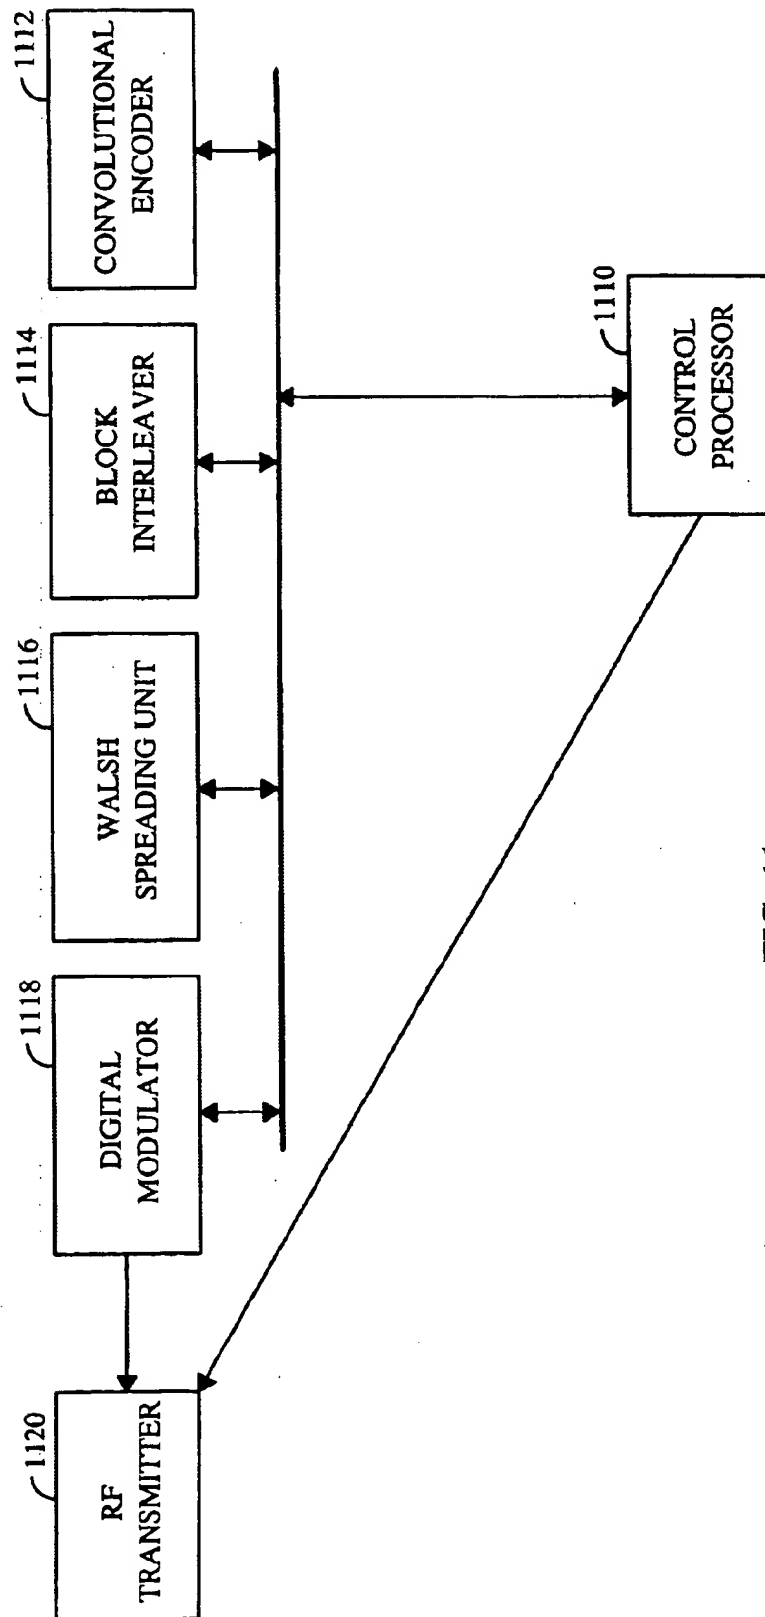 1120
RF
TRANSMITTER
1118
DIGITAL
MODULATOR
1116
WALSH
SPREADING UNIT
1114
BLOCK
INTERLEAVER
1112
CONVOLUTIONAL
ENCODER
1110
CONTROL
PROCESSOR